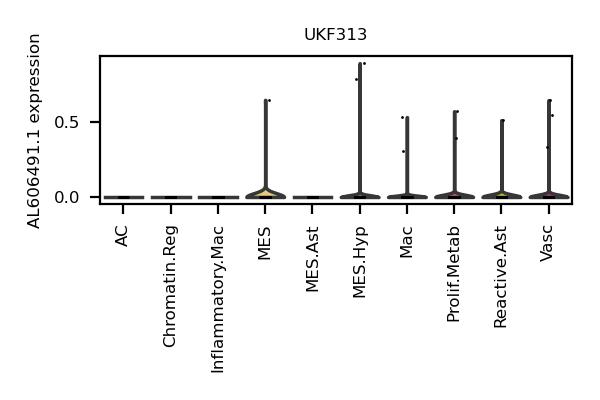 UKF313
AL606491.1 expression
0.5
0.0
AC
Chromatin.Reg
Inflammatory.Mac
MES
MES.Ast
MES.Hyp
Mac
Prolif.Metab
Reactive.Ast
Vasc